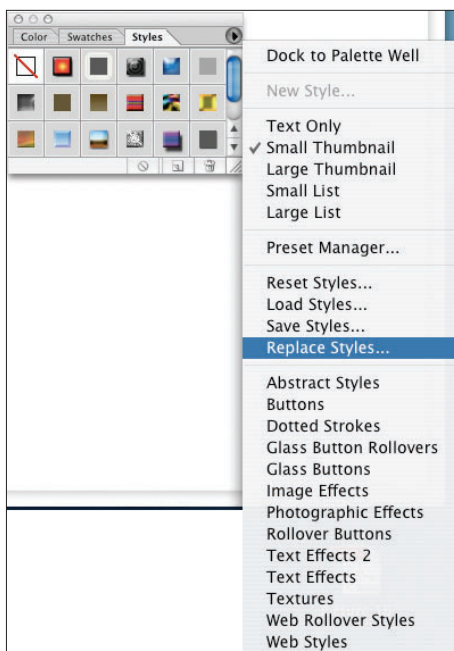 Color
Swatches
Styles
Dock to Palette Well
New Style...
Text Only
✓ Small Thumbnail
Large Thumbnail
Small List
Large List
Preset Manager...
Reset Styles...
Load Styles...
Save Styles...
Replace Styles...
Abstract Styles
Buttons
Dotted Strokes
Glass Button Rollovers
Glass Buttons
Image Effects
Photographic Effects
Rollover Buttons
Text Effects 2
Text Effects
Textures
Web Rollover Styles
Web Styles